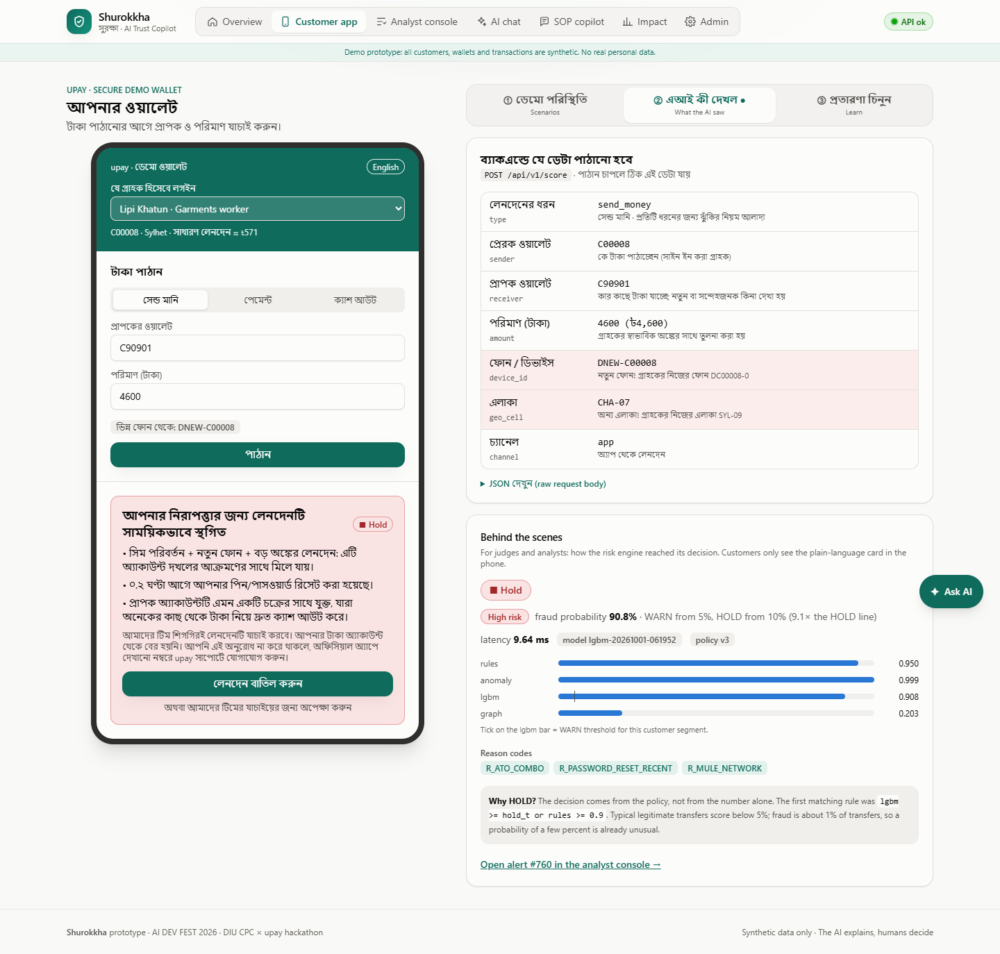 Shurokkha
সুরক্ষা · AI Trust Copilot
Overview
Customer app
Analyst console
AI chat
SOP copilot
Impact
Admin
API ok
Demo prototype: all customers, wallets and transactions are synthetic. No real personal data.
UPAY · SECURE DEMO WALLET
আপনার ওয়ালেট
টাকা পাঠানোর আগে প্রাপক ও পরিমাণ যাচাই করুন।
upay · ডেমো ওয়ালেট
English
যে গ্রাহক হিসেবে লগইন
Lipi Khatun · Garments worker
C00008 · Sylhet · সাধারণ লেনদেন ≈ ৳571
টাকা পাঠান
সেন্ড মানি
পেমেন্ট
ক্যাশ আউট
প্রাপকের ওয়ালেট
C90901
পরিমাণ (টাকা)
4600
ভিন্ন ফোন থেকে: DNEW-C00008
পাঠান
আপনার নিরাপত্তার জন্য লেনদেনটি
সাময়িকভাবে স্থগিত
■ Hold
• সিম পরিবর্তন + নতুন ফোন + বড় অঙ্কের লেনদেন: এটি
অ্যাকাউন্ট দখলের আক্রমণের সাথে মিলে যায়।
• ০.২ ঘণ্টা আগে আপনার পিন/পাসওয়ার্ড রিসেট করা হয়েছে।
• প্রাপক অ্যাকাউন্টটি এমন একটি চক্রের সাথে যুক্ত, যারা
অনেকের কাছ থেকে টাকা নিয়ে দ্রুত ক্যাশ আউট করে।
আমাদের টিম শিগগিরই লেনদেনটি যাচাই করবে। আপনার টাকা অ্যাকাউন্ট
থেকে বের হয়নি। আপনি এই অনুরোধ না করে থাকলে, অফিসিয়াল অ্যাপে
দেখানো নম্বরে upay সাপোর্টে যোগাযোগ করুন।
লেনদেন বাতিল করুন
অথবা আমাদের টিমের যাচাইয়ের জন্য অপেক্ষা করুন
① ডেমো পরিস্থিতি
Scenarios
② এআই কী দেখল ●
What the AI saw
③ প্রতারণা চিনুন
Learn
ব্যাকএন্ডে যে ডেটা পাঠানো হবে
POST /api/v1/score · পাঠান চাপলে ঠিক এই ডেটা যায়
লেনদেনের ধরন
send_money
type
সেন্ড মানি · প্রতিটি ধরনের জন্য ঝুঁকির নিয়ম আলাদা
প্রেরক ওয়ালেট
C00008
sender
কে টাকা পাঠাচ্ছেন (সাইন ইন করা গ্রাহক)
প্রাপক ওয়ালেট
C90901
receiver
কার কাছে টাকা যাচ্ছে; নতুন বা সন্দেহজনক কিনা দেখা হয়
পরিমাণ (টাকা)
4600 (৳4,600)
amount
গ্রাহকের স্বাভাবিক অঙ্কের সাথে তুলনা করা হয়
ফোন / ডিভাইস
DNEW-C00008
device_id
নতুন ফোন! গ্রাহকের নিজের ফোন DC00008-0
এলাকা
CHA-07
geo_cell
অন্য এলাকা! গ্রাহকের নিজের এলাকা SYL-09
চ্যানেল
app
channel
অ্যাপ থেকে লেনদেন
▶ JSON দেখুন (raw request body)
Behind the scenes
For judges and analysts: how the risk engine reached its decision. Customers only see the plain-language card in the
phone.
■ Hold
High risk
fraud probability 90.8% · WARN from 5%, HOLD from 10% (9.1× the HOLD line)
latency 9.64 ms
model lgbm-20261001-061952
policy v3
rules 0.950
anomaly 0.999
lgbm 0.908
graph 0.203
Tick on the lgbm bar = WARN threshold for this customer segment.
Reason codes
R_ATO_COMBO
R_PASSWORD_RESET_RECENT
R_MULE_NETWORK
Why HOLD? The decision comes from the policy, not from the number alone. The first matching rule was lgbm
>= hold_t or rules >= 0.9. Typical legitimate transfers score below 5%; fraud is about 1% of transfers, so a
probability of a few percent is already unusual.
Open alert #760 in the analyst console →
Ask AI
Shurokkha prototype · AI DEV FEST 2026 · DIU CPC × upay hackathon
Synthetic data only · The AI explains, humans decide